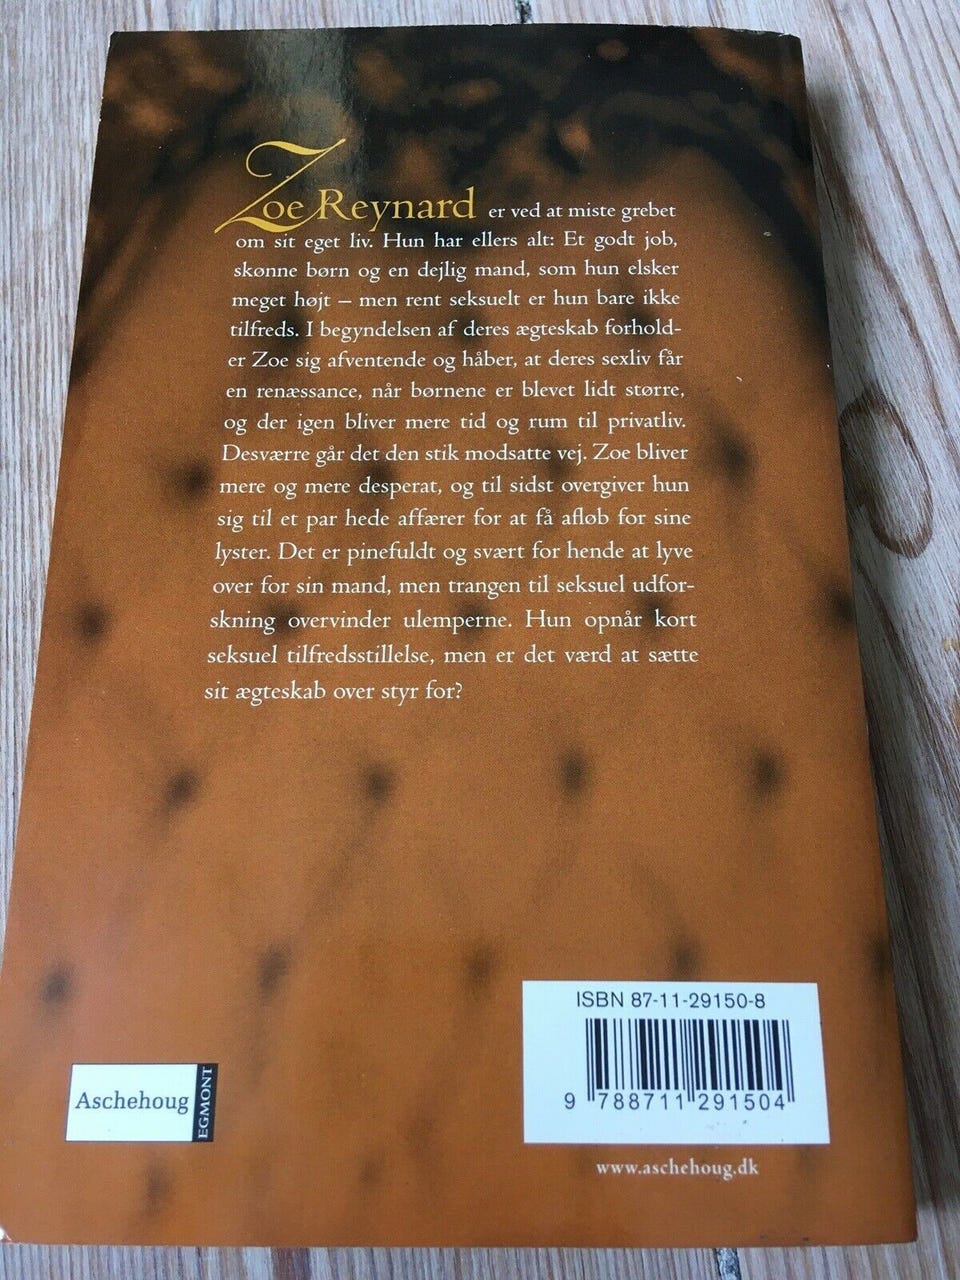 Zoe Reynard er ved at miste grebet
om sit eget liv. Hun har ellers alt: Et godt job,
skønne børn og en dejlig mand, som hun elsker
meget højt – men rent seksuelt er hun bare ikke
tilfreds. I begyndelsen af deres ægteskab forhold-
er Zoe sig afventende og håber, at deres sexliv får
en renæssance, når børnene er blevet lidt større,
og der igen bliver mere tid og rum til privatliv.
Desværre går det den stik modsatte vej. Zoe bliver
mere og mere desperat, og til sidst overgiver hun
sig til et par hede affærer for at få afløb for sine
lyster. Det er pinefuldt og svært for hende at lyve
over for sin mand, men trangen til seksuel udfor-
skning overvinder ulemperne. Hun opnår kort
seksuel tilfredsstillelse, men er det værd at sætte
sit ægteskab over styr for?
ISBN 87-11-29150-8
9 788711 291504
Aschehoug
EGMONT
www.aschehoug.dk